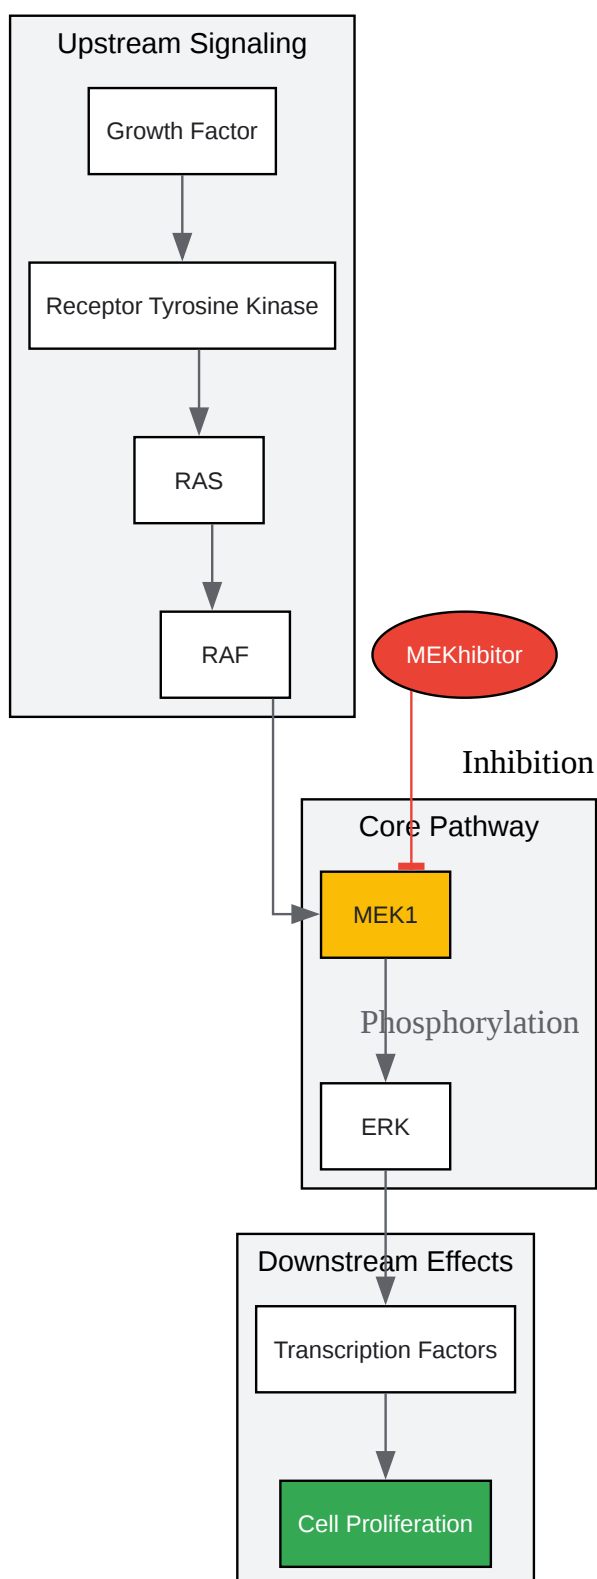 Upstream Signaling
Growth Factor
Receptor Tyrosine Kinase
RAS
RAF
MEKhibitor
Inhibition
Core Pathway
MEK1
Phosphorylation
ERK
Downstream Effects
Transcription Factors
Cell Proliferation